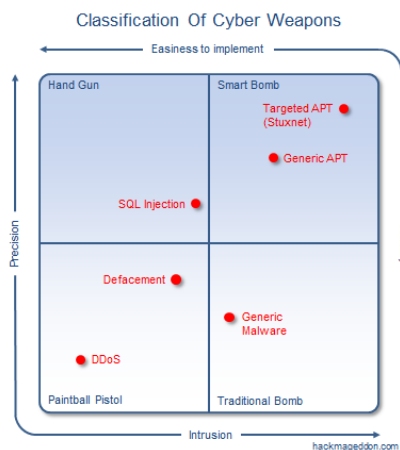 Classification Of Cyber Weapons
Easiness to implement
Hand Gun
Smart Bomb
Targeted APT
(Stuxnet)
Generic APT
SQL Injection
Precision
Defacement
Generic
Malware
DDoS
Paintball Pistol
Traditional Bomb
Intrusion
hackmageddon.com